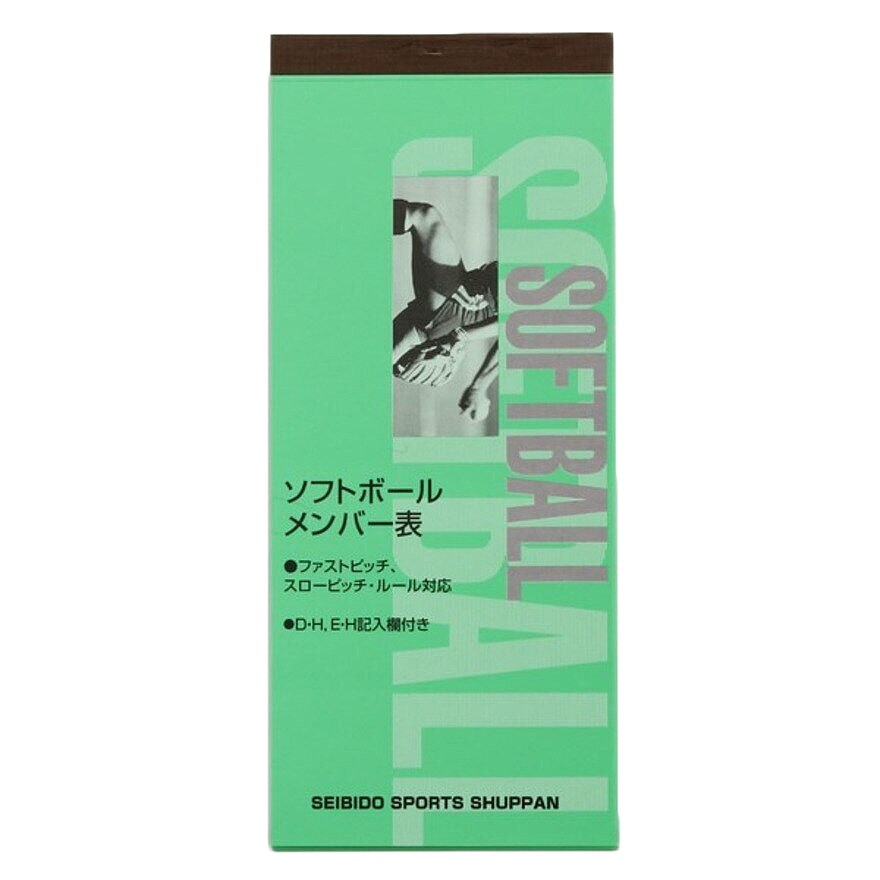 SOFTBALL
SOFTBALL
ソフトボール
メンバー表
●ファストピッチ、
スローピッチ・ルール対応
●D・H, E・H記入欄付き
SEIBIDO SPORTS SHUPPAN